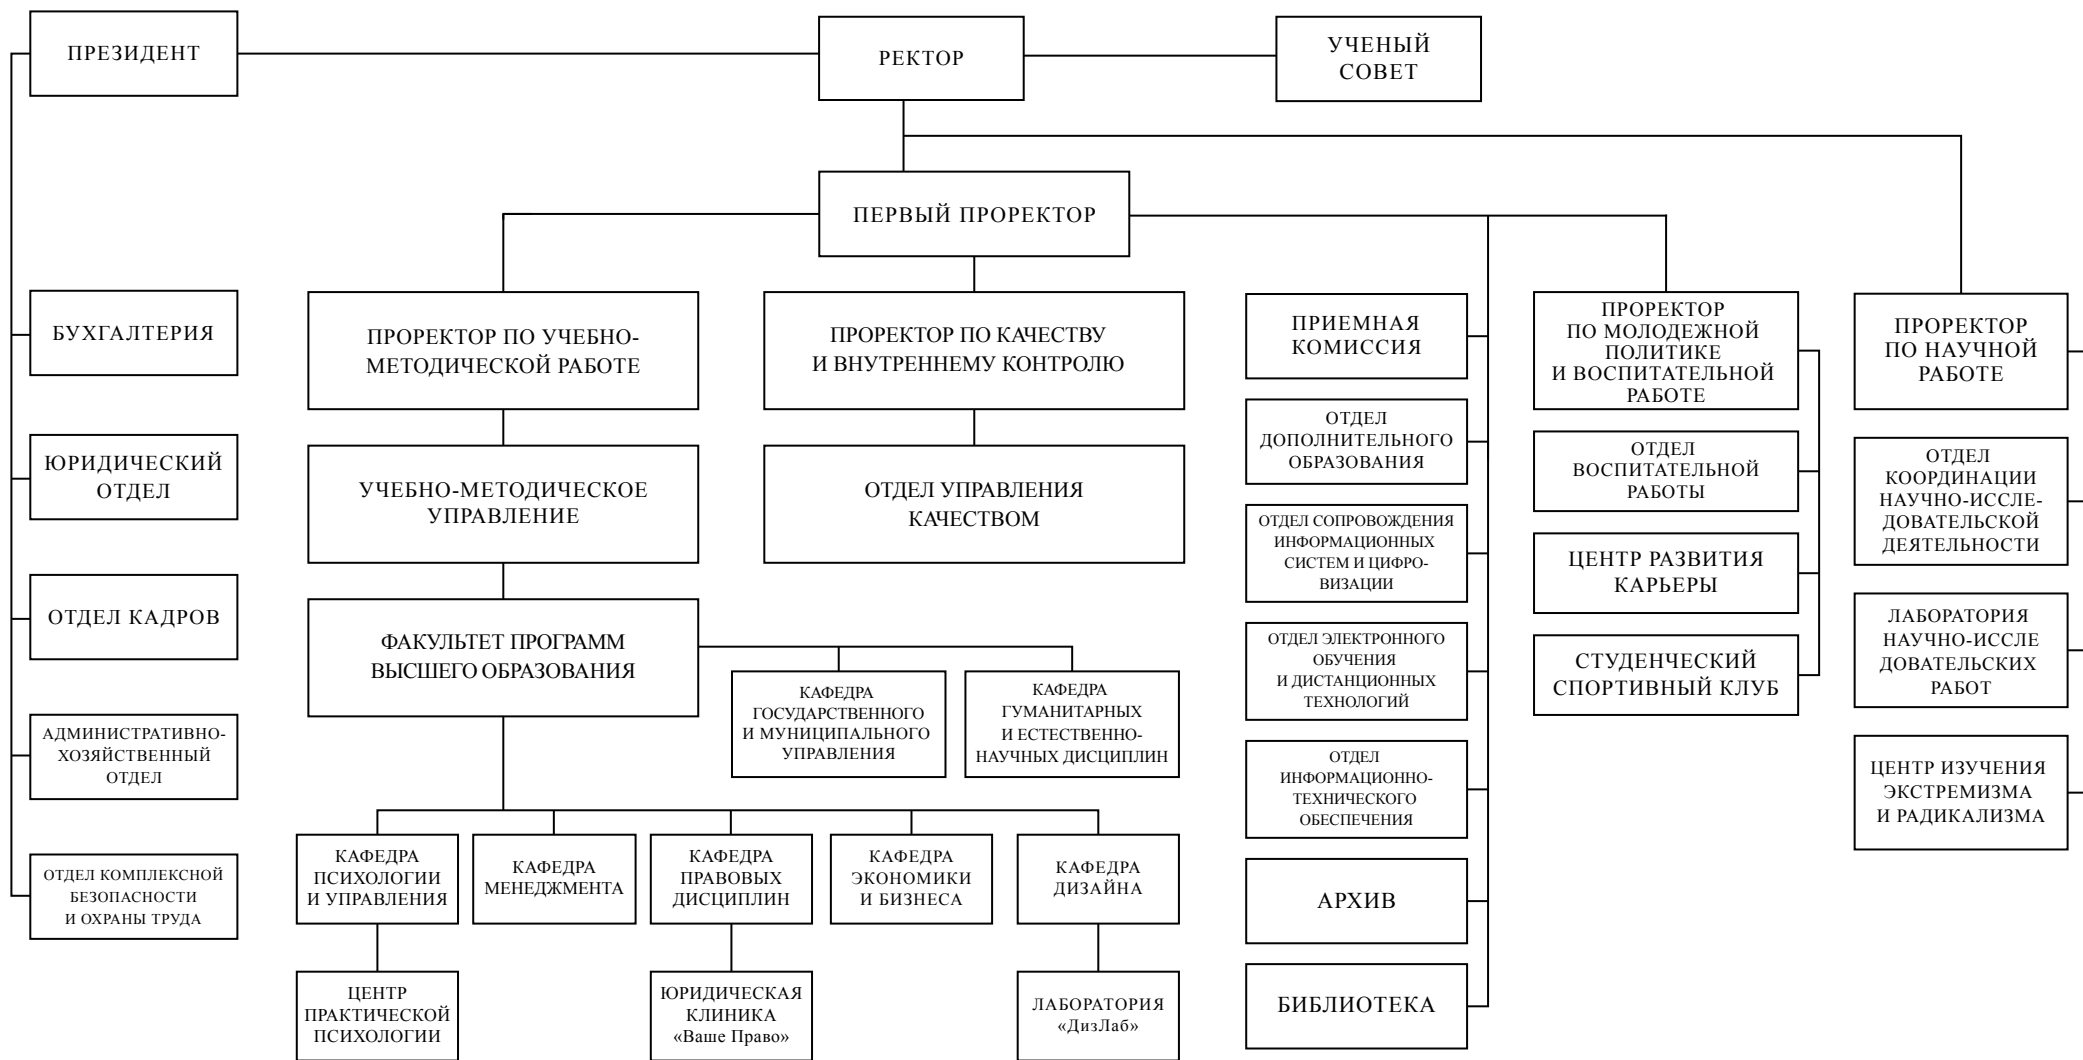 ПРЕЗИДЕНТ
РЕКТОР
УЧЕНЫЙ
СОВЕТ
ПЕРВЫЙ ПРОРЕКТОР
БУХГАЛТЕРИЯ
ЮРИДИЧЕСКИЙ
ОТДЕЛ
ОТДЕЛ КАДРОВ
АДМИНИСТРАТИВНО-
ХОЗЯЙСТВЕННЫЙ
ОТДЕЛ
ОТДЕЛ КОМПЛЕКСНОЙ
БЕЗОПАСНОСТИ
И ОХРАНЫ ТРУДА
ПРОРЕКТОР ПО УЧЕБНО-
МЕТОДИЧЕСКОЙ РАБОТЕ
УЧЕБНО-МЕТОДИЧЕСКОЕ
УПРАВЛЕНИЕ
ФАКУЛЬТЕТ ПРОГРАММ
ВЫСШЕГО ОБРАЗОВАНИЯ
КАФЕДРА
ГОСУДАРСТВЕННОГО
И МУНИЦИПАЛЬНОГО
УПРАВЛЕНИЯ
КАФЕДРА
ГУМАНИТАРНЫХ
И ЕСТЕСТВЕННО-
НАУЧНЫХ ДИСЦИПЛИН
КАФЕДРА
ПСИХОЛОГИИ
И УПРАВЛЕНИЯ
КАФЕДРА
МЕНЕДЖМЕНТА
КАФЕДРА
ПРАВОВЫХ
ДИСЦИПЛИН
КАФЕДРА
ЭКОНОМИКИ
И БИЗНЕСА
КАФЕДРА
ДИЗАЙНА
ЦЕНТР
ПРАКТИЧЕСКОЙ
ПСИХОЛОГИИ
ЮРИДИЧЕСКАЯ
КЛИНИКА
«Ваше Право»
ЛАБОРАТОРИЯ
«ДизЛаб»
ПРОРЕКТОР ПО КАЧЕСТВУ
И ВНУТРЕННЕМУ КОНТРОЛЮ
ОТДЕЛ УПРАВЛЕНИЯ
КАЧЕСТВОМ
ПРИЕМНАЯ
КОМИССИЯ
ОТДЕЛ
ДОПОЛНИТЕЛЬНОГО
ОБРАЗОВАНИЯ
ОТДЕЛ СОПРОВОЖДЕНИЯ
ИНФОРМАЦИОННЫХ
СИСТЕМ И ЦИФРО-
ВИЗАЦИИ
ОТДЕЛ ЭЛЕКТРОННОГО
ОБУЧЕНИЯ
И ДИСТАНЦИОННЫХ
ТЕХНОЛОГИЙ
ОТДЕЛ
ИНФОРМАЦИОННО-
ТЕХНИЧЕСКОГО
ОБЕСПЕЧЕНИЯ
АРХИВ
БИБЛИОТЕКА
ПРОРЕКТОР
ПО МОЛОДЕЖНОЙ
ПОЛИТИКЕ
И ВОСПИТАТЕЛЬНОЙ
РАБОТЕ
ОТДЕЛ
ВОСПИТАТЕЛЬНОЙ
РАБОТЫ
ЦЕНТР РАЗВИТИЯ
КАРЬЕРЫ
СТУДЕНЧЕСКИЙ
СПОРТИВНЫЙ КЛУБ
ПРОРЕКТОР
ПО НАУЧНОЙ
РАБОТЕ
ОТДЕЛ
КООРДИНАЦИИ
НАУЧНО-ИССЛЕ-
ДОВАТЕЛЬСКОЙ
ДЕЯТЕЛЬНОСТИ
ЛАБОРАТОРИЯ
НАУЧНО-ИССЛЕ
ДОВАТЕЛЬСКИХ
РАБОТ
ЦЕНТР ИЗУЧЕНИЯ
ЭКСТРЕМИЗМА
И РАДИКАЛИЗМА